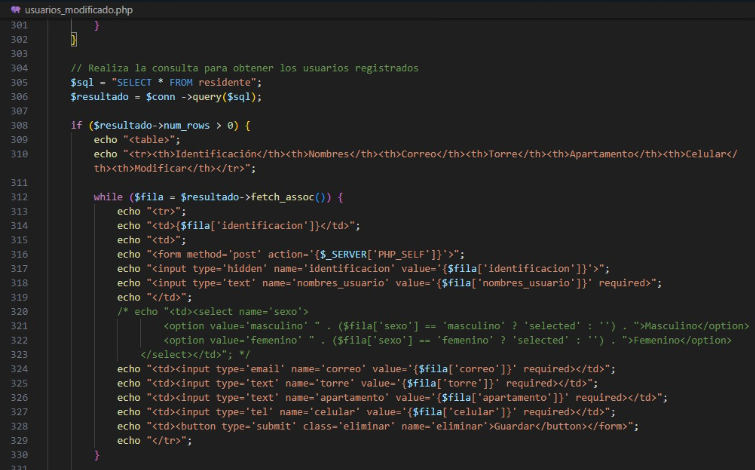 usuarios_modificado.php
301 }
302 }
303
304 // Realiza la consulta para obtener los usuarios registrados
305 $sql = "SELECT * FROM residente";
306 $resultado = $conn ->query($sql);
307
308 if ($resultado->num_rows > 0) {
309 echo "<table>";
310 echo "<tr><th>Identificación</th><th>Nombres</th><th>Correo</th><th>Torre</th><th>Apartamento</th><th>Celular</
th><th>Modificar</th></tr>";
311
312 while ($fila = $resultado->fetch_assoc()) {
313 echo "<tr>";
314 echo "<td>{$fila['identificacion']}</td>";
315 echo "<td>";
316 echo "<form method='post' action='{$_SERVER['PHP_SELF']}'>";
317 echo "<input type='hidden' name='identificacion' value='{$fila['identificacion']}'>";
318 echo "<input type='text' name='nombres_usuario' value='{$fila['nombres_usuario']}' required>";
319 echo "</td>";
320 /* echo "<td><select name='sexo'>
321 <option value='masculino' " . ($fila['sexo'] == 'masculino' ? 'selected' : '') . ">Masculino</option>
322 <option value='femenino' " . ($fila['sexo'] == 'femenino' ? 'selected' : '') . ">Femenino</option>
323 </select></td>"; */
324 echo "<td><input type='email' name='correo' value='{$fila['correo']}' required></td>";
325 echo "<td><input type='text' name='torre' value='{$fila['torre']}' required></td>";
326 echo "<td><input type='text' name='apartamento' value='{$fila['apartamento']}' required></td>";
327 echo "<td><input type='tel' name='celular' value='{$fila['celular']}' required></td>";
328 echo "<td><button type='submit' class='eliminar' name='eliminar'>Guardar</button></form>";
329 echo "</tr>";
330 }
331